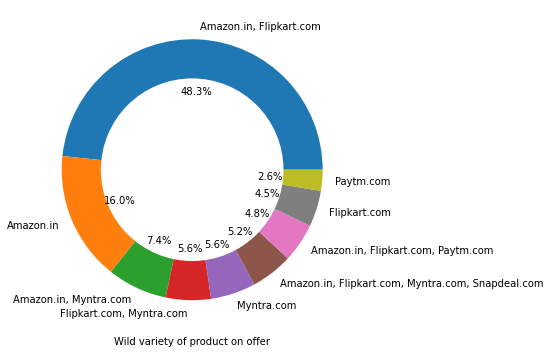 Amazon.in, Flipkart.com
48.3%
Amazon.in
16.0%
Amazon.in, Myntra.com
7.4%
Flipkart.com, Myntra.com
5.6%
Myntra.com
5.6%
Amazon.in, Flipkart.com, Myntra.com, Snapdeal.com
5.2%
Amazon.in, Flipkart.com, Paytm.com
4.8%
Flipkart.com
4.5%
Paytm.com
2.6%
Wild variety of product on offer